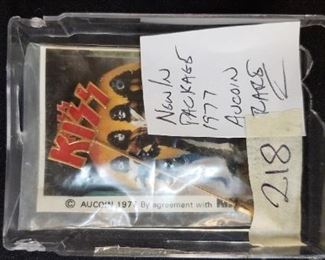 KISS
NEW IN
PACKAGE
1977
AUCOIN
RARE
218
© AUCOIN 1977 By agreement with